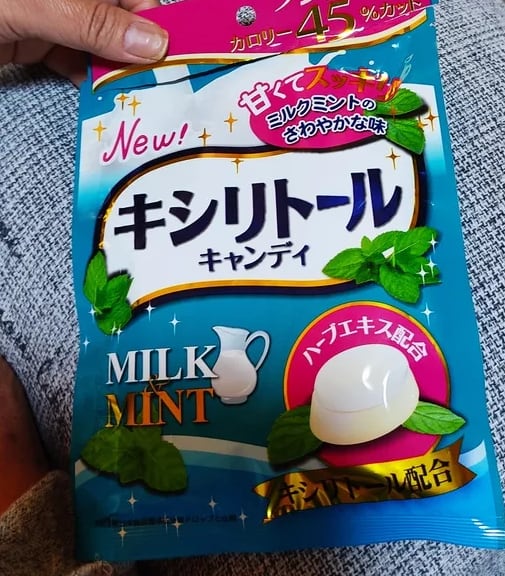 カロリー45%カット
甘くてスッキリ!
ミルクミントの
さわやかな味
New!
キシリトール
キャンディ
MILK
&
MINT
ハーブエキス配合
キシリトール配合